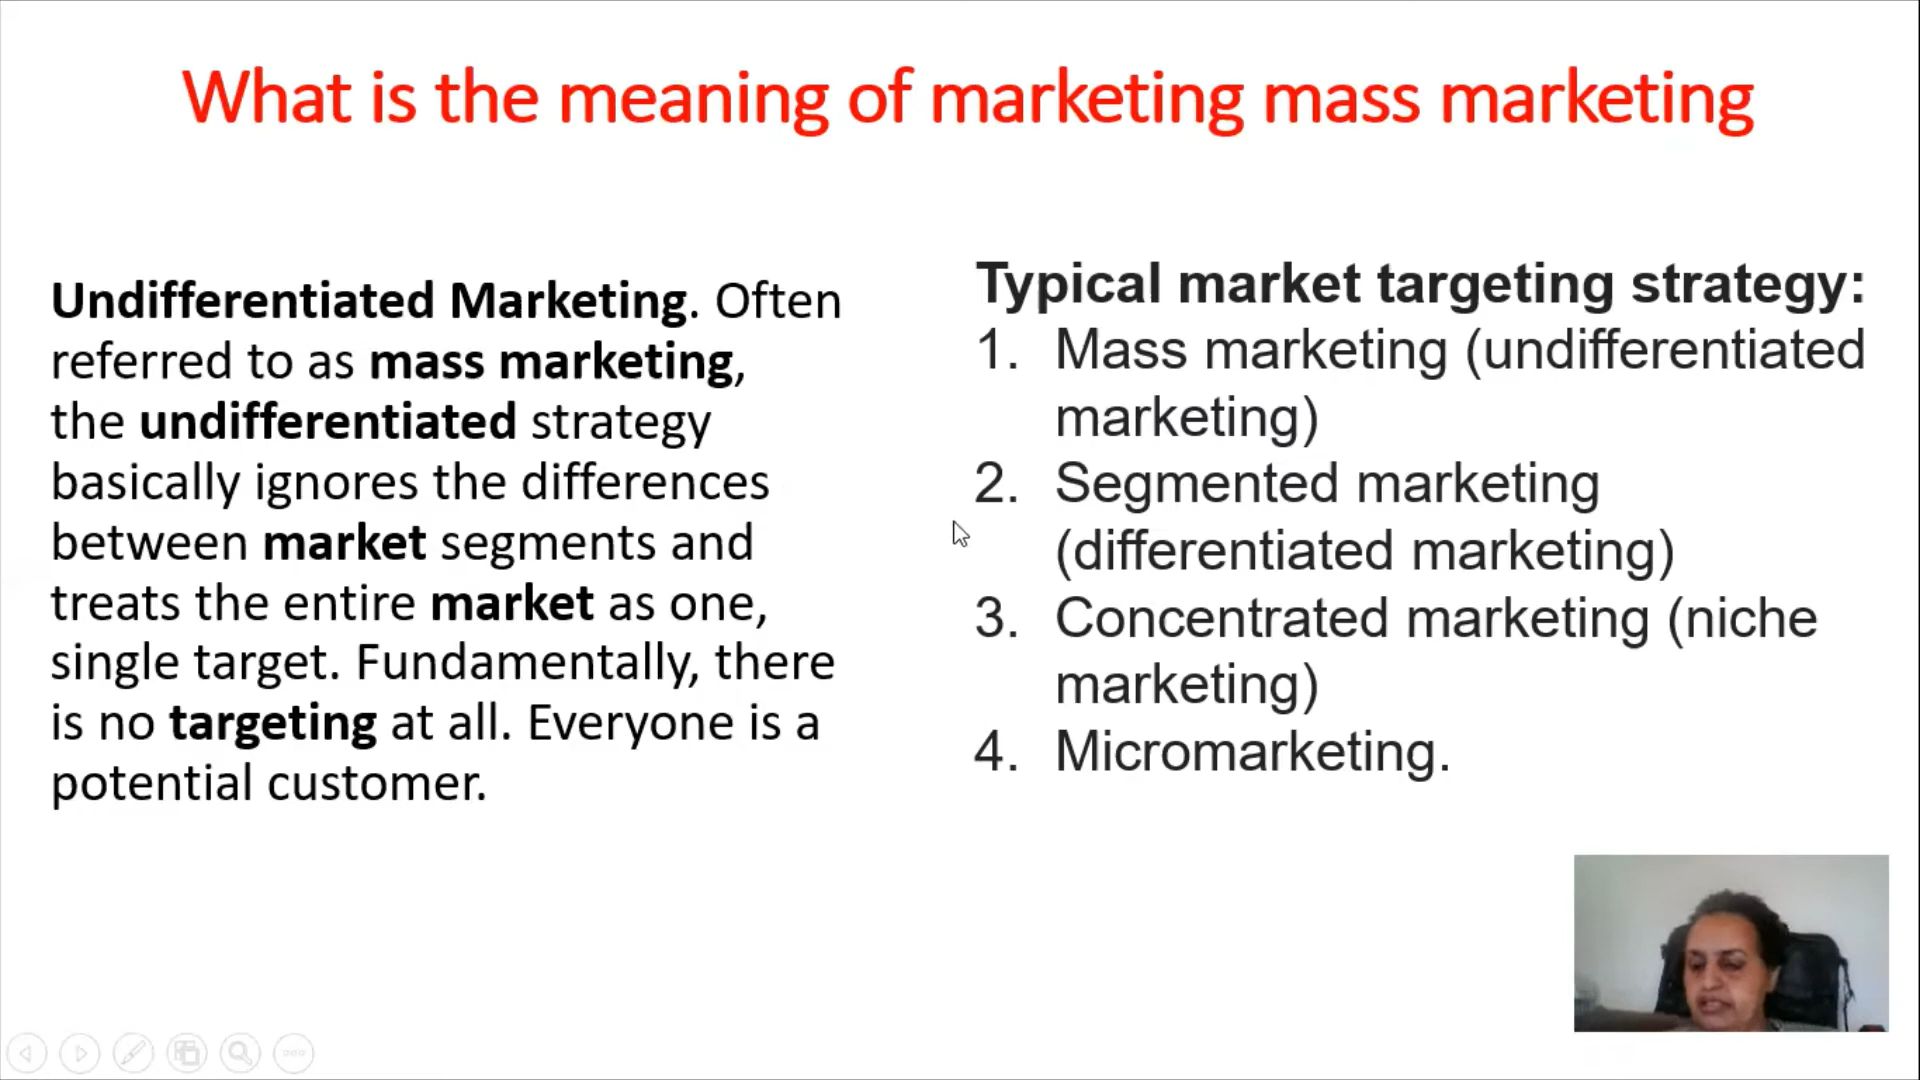 What is the meaning of marketing mass marketing
Undifferentiated Marketing. Often
referred to as mass marketing,
the undifferentiated strategy
basically ignores the differences
between market segments and
treats the entire market as one,
single target. Fundamentally, there
is no targeting at all. Everyone is a
potential customer.
Typical market targeting strategy:
1. Mass marketing (undifferentiated
marketing)
2. Segmented marketing
(differentiated marketing)
3. Concentrated marketing (niche
marketing)
4. Micromarketing.